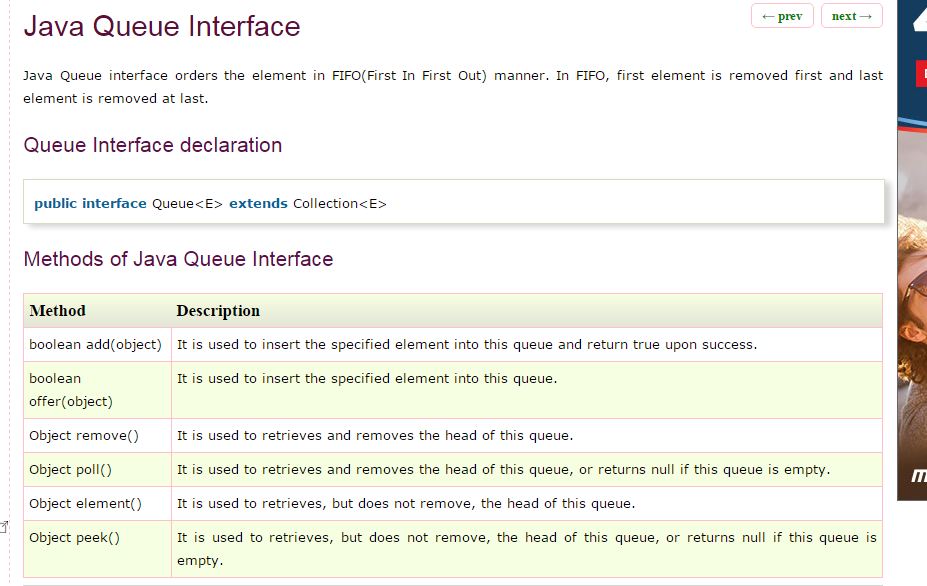 Java Queue Interface
← prev next →
Java Queue interface orders the element in FIFO(First In First Out) manner. In FIFO, first element is removed first and last
element is removed at last.
Queue Interface declaration
public interface Queue<E> extends Collection<E>
Methods of Java Queue Interface
Method Description
boolean add(object) It is used to insert the specified element into this queue and return true upon success.
boolean It is used to insert the specified element into this queue.
offer(object)
Object remove() It is used to retrieves and removes the head of this queue.
Object poll() It is used to retrieves and removes the head of this queue, or returns null if this queue is empty.
Object element() It is used to retrieves, but does not remove, the head of this queue.
Object peek() It is used to retrieves, but does not remove, the head of this queue, or returns null if this queue is
empty.